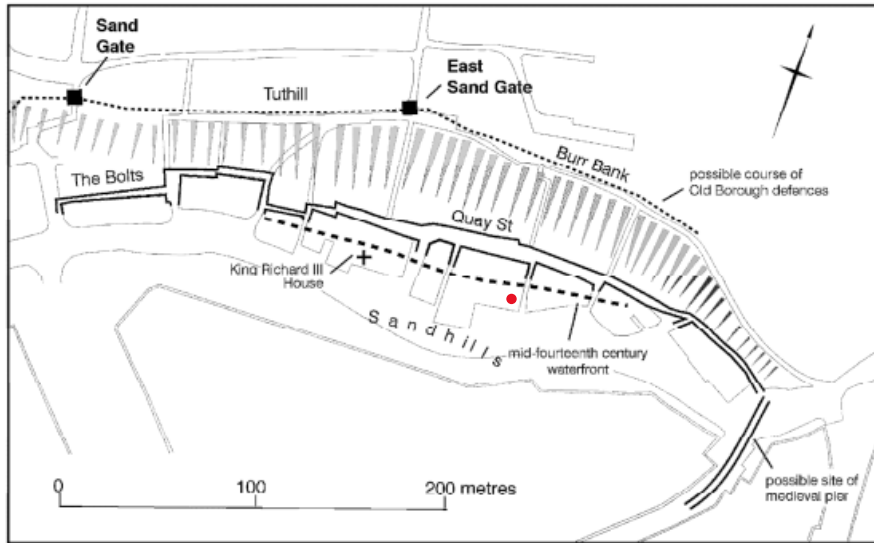 Sand
Gate
East
Sand Gate
Tuthill
Burr Bank
possible course of
Old Borough defences
The Bolts
Quay St
King Richard III
House
Sandhills
mid-fourteenth century
waterfront
0
100
200 metres
possible site of
medieval pier